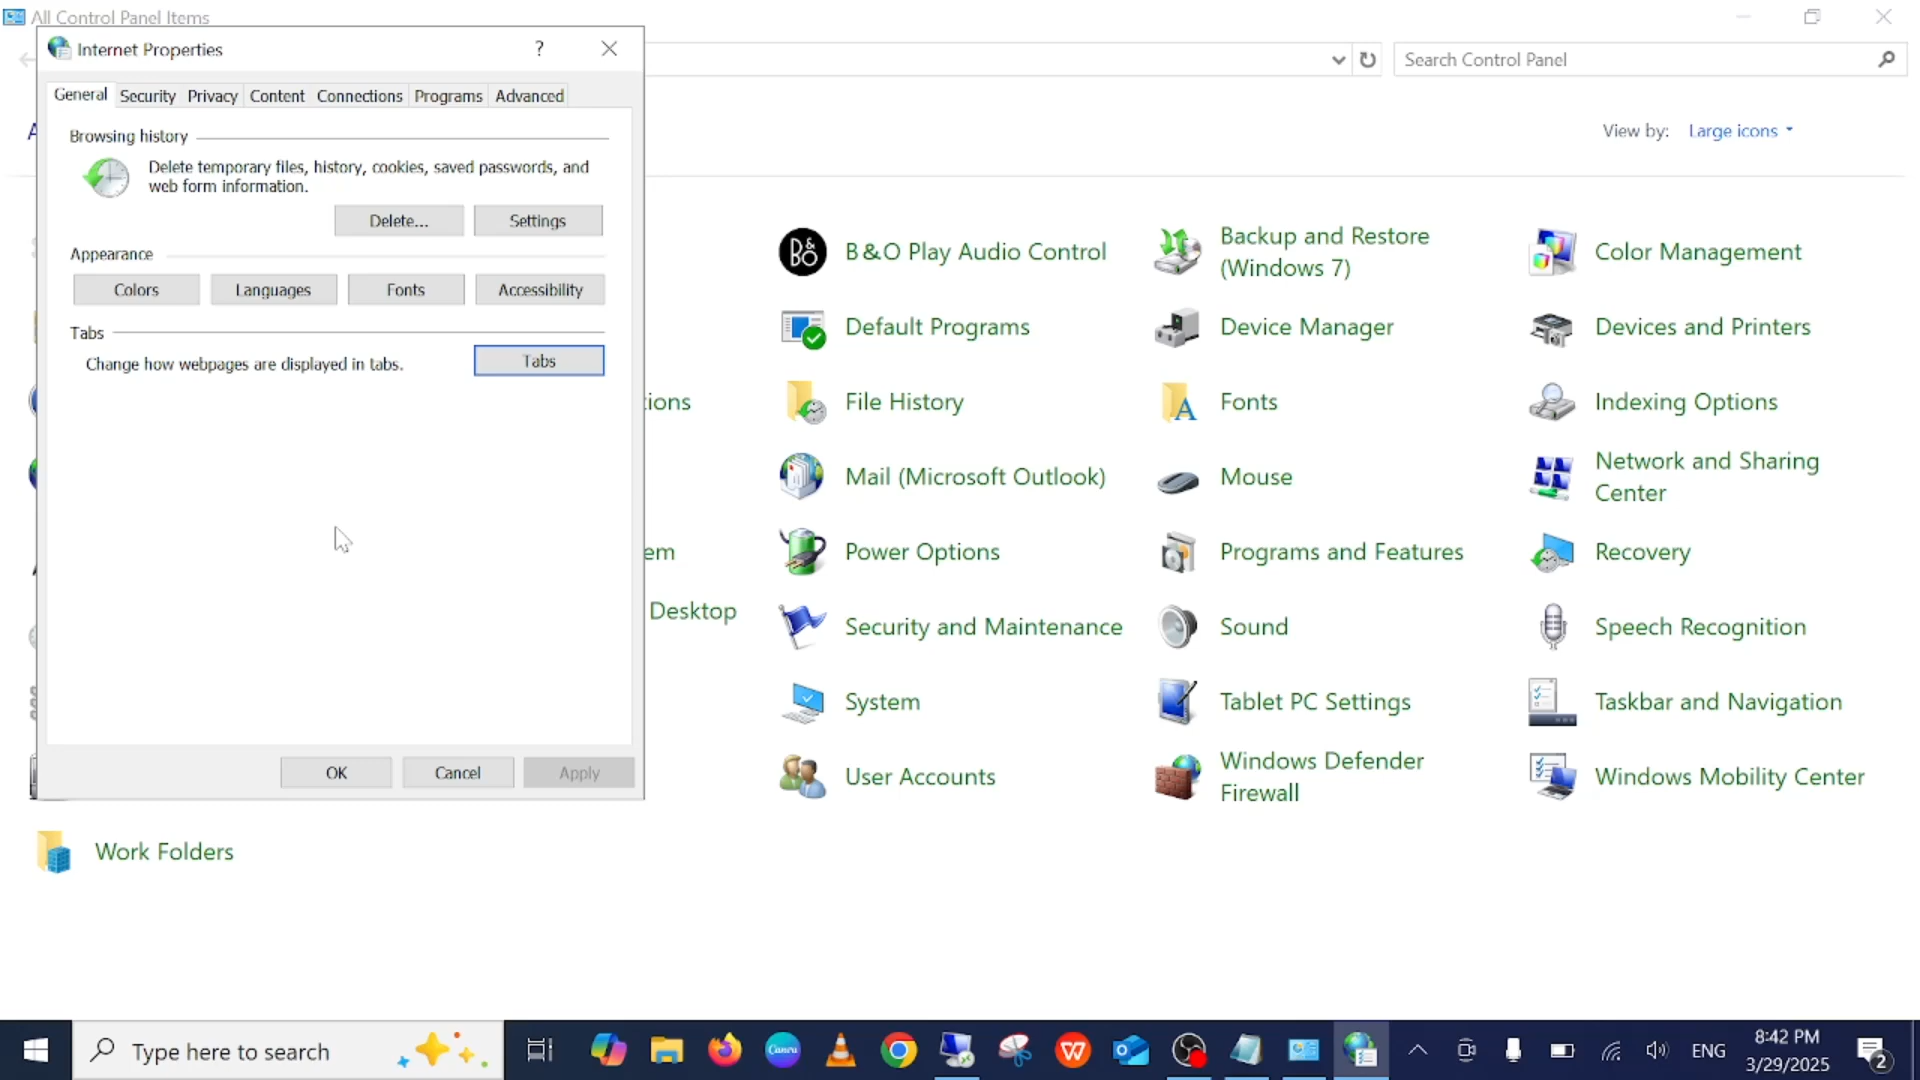 All Control Panel Items
Internet Properties
?
Search Control Panel
General Security Privacy Content Connections Programs Advanced
View by: Large icons
Browsing history
Delete temporary files, history, cookies, saved passwords, and
web form information.
Delete... Settings
Appearance
Colors Languages Fonts Accessibility
Tabs
Change how webpages are displayed in tabs.
Tabs
OK Cancel Apply
B&O Play Audio Control
Backup and Restore
(Windows 7)
Color Management
Default Programs
Device Manager
Devices and Printers
tions
File History
Fonts
Indexing Options
Mail (Microsoft Outlook)
Mouse
Network and Sharing
Center
em
Power Options
Programs and Features
Recovery
Desktop
Security and Maintenance
Sound
Speech Recognition
System
Tablet PC Settings
Taskbar and Navigation
User Accounts
Windows Defender
Firewall
Windows Mobility Center
Work Folders
Type here to search
Canva
ENG
8:42 PM
3/29/2025
2